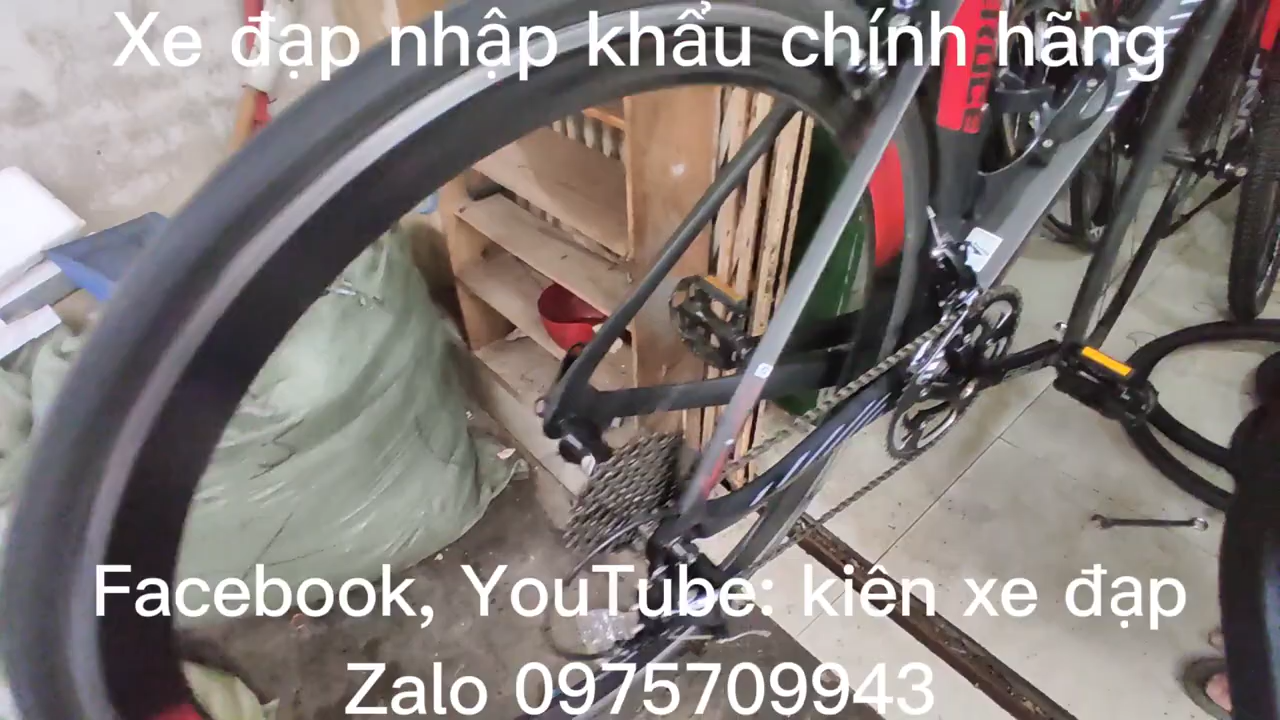 Xe đạp nhập khẩu chính hãng
Facebook, YouTube: kiên xe đạp
Zalo 0975709943